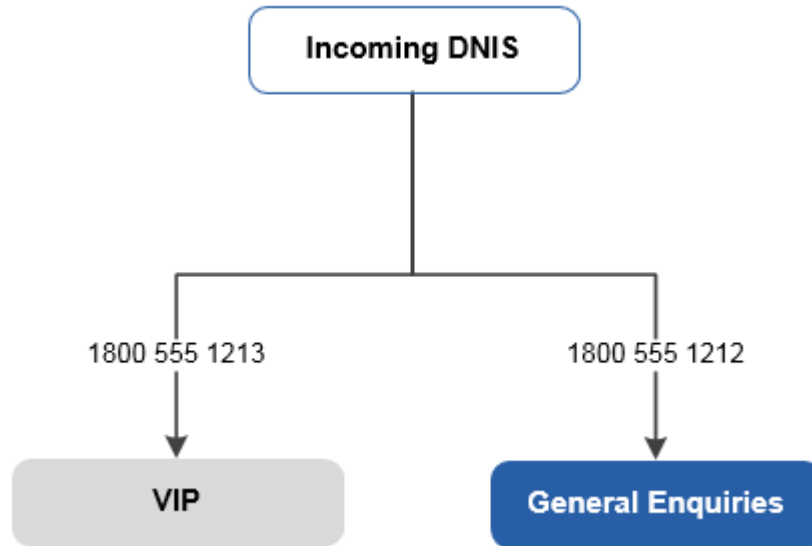 Incoming DNIS
1800 555 1213
1800 555 1212
VIP
General Enquiries